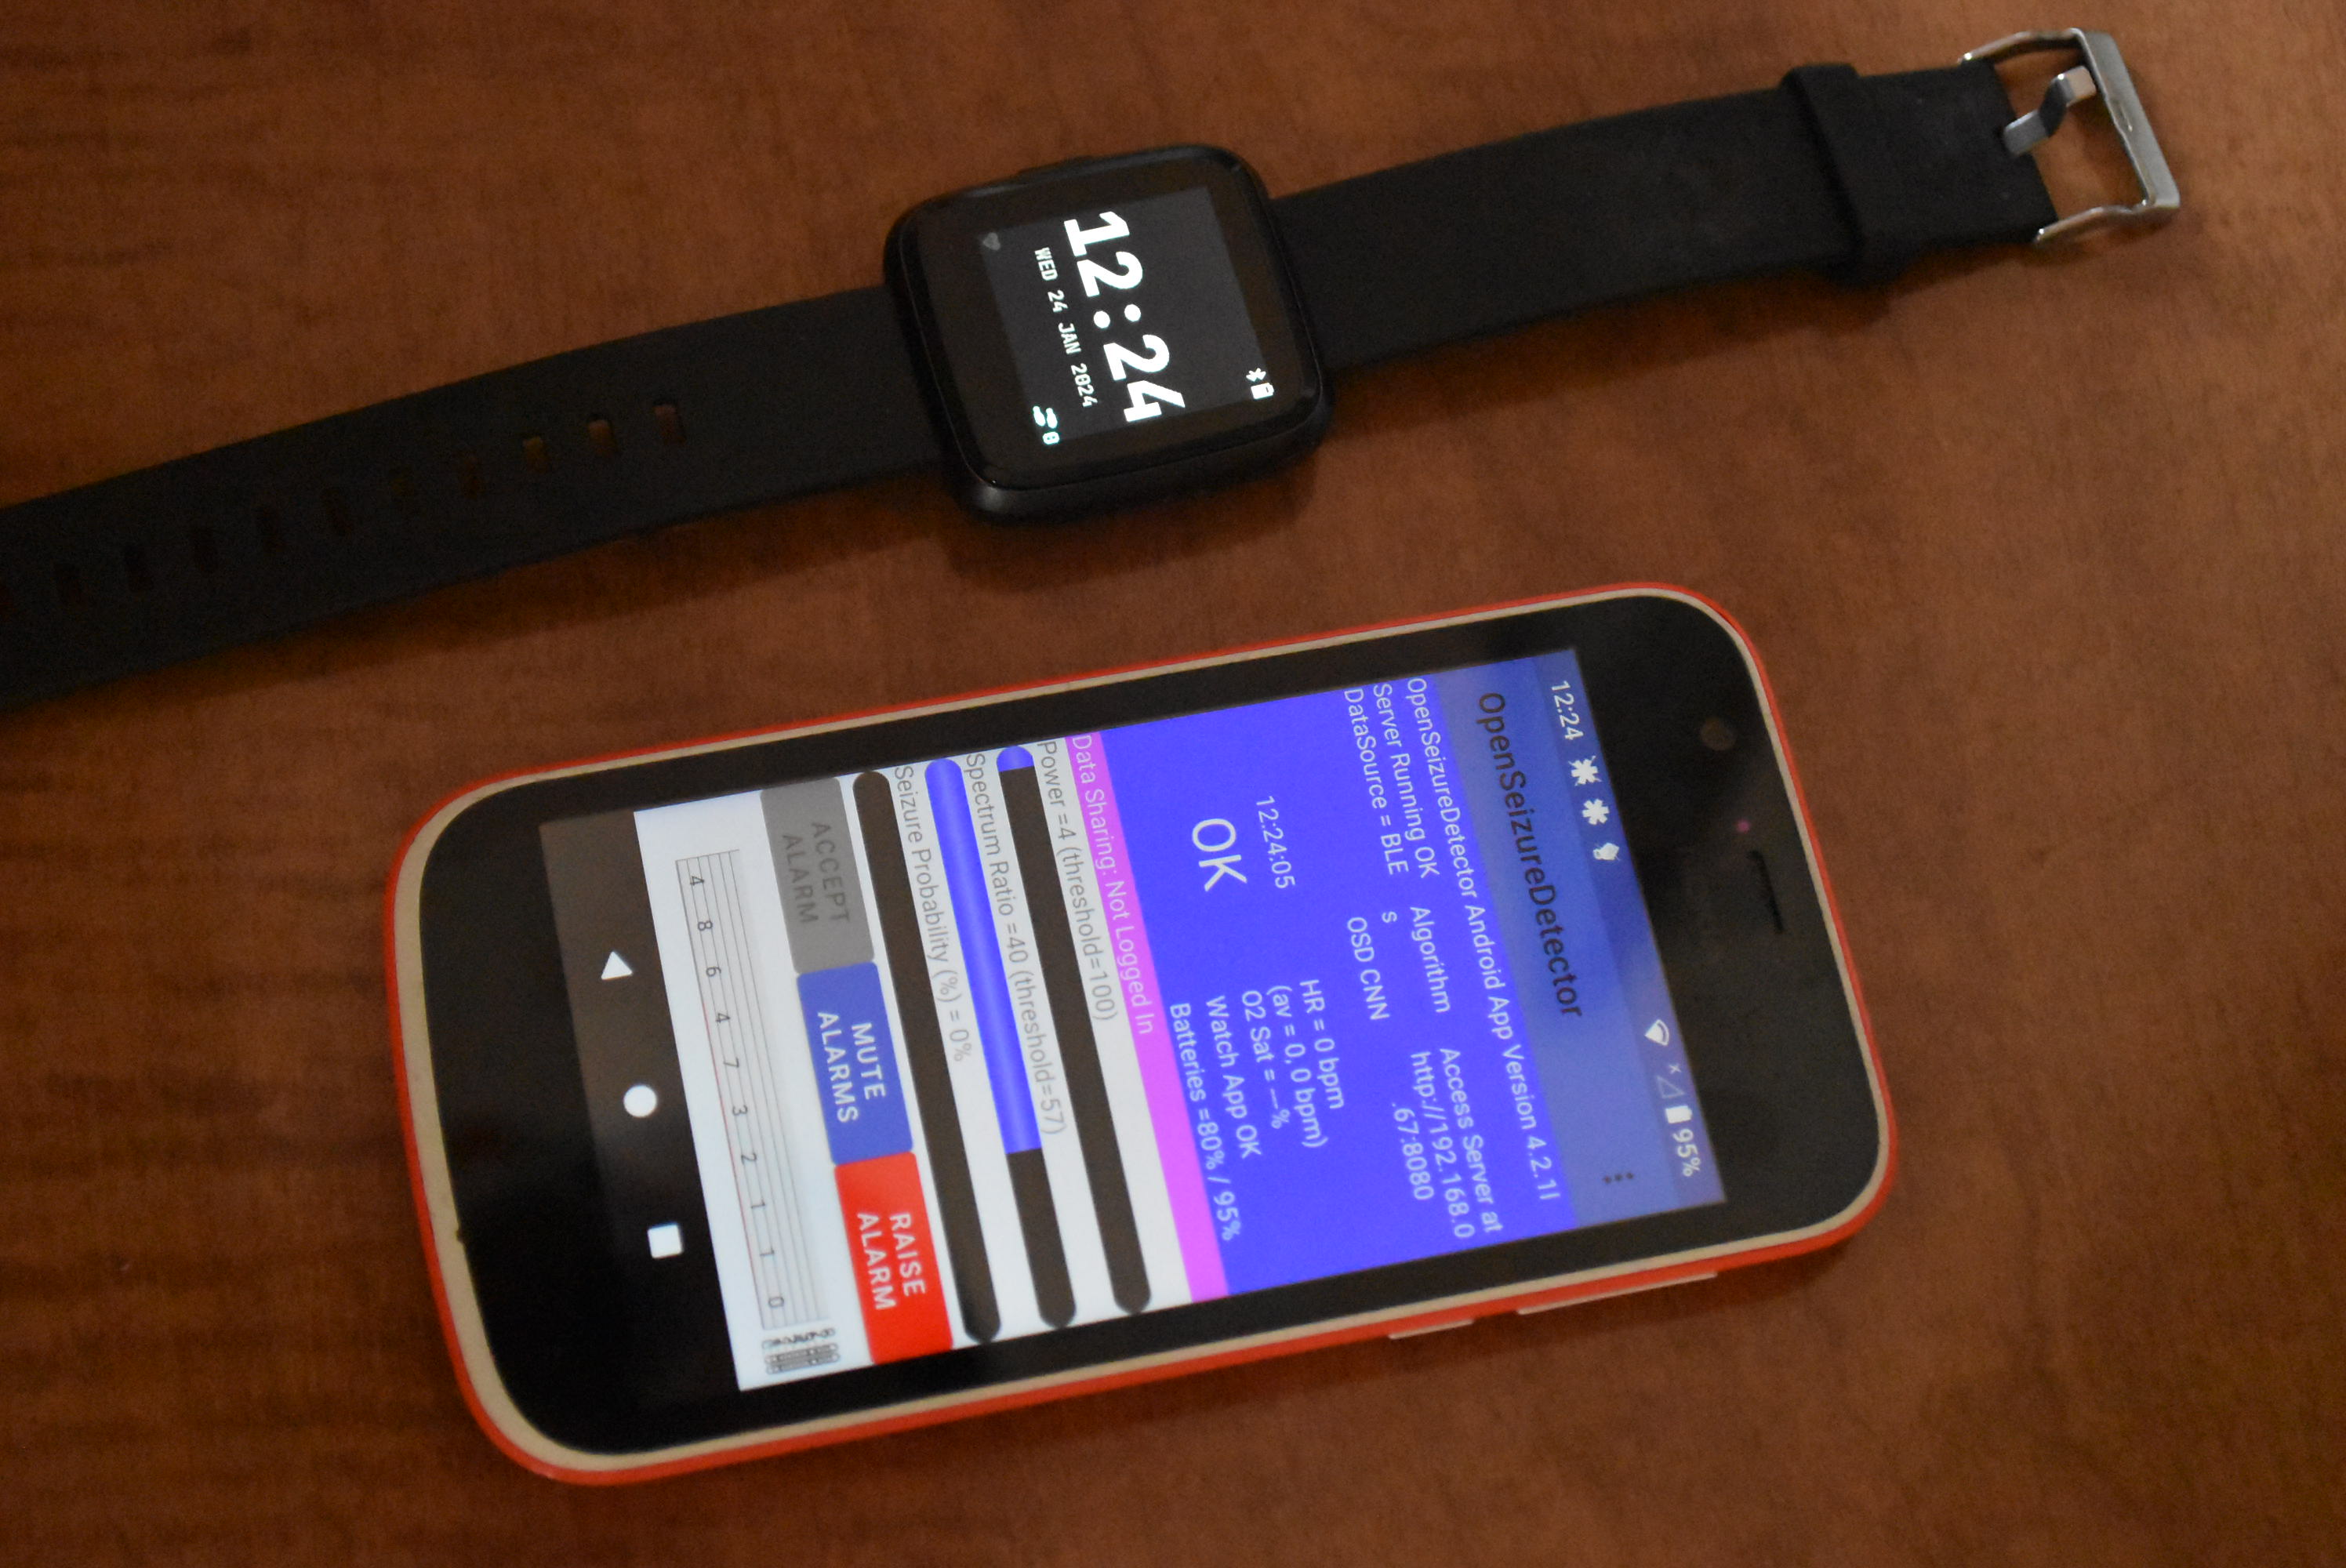 12:24
WED 24 JAN 2024
0
12:24
95%
OpenSeizureDetector
OpenSeizureDetector Android App Version 4.2.1l
Server Running OK
DataSource = BLE
Algorithm
s
OSD CNN
Access Server at
http://192.168.0
.67:8080
12:24:05
OK
HR = 0 bpm
(av = 0, 0 bpm)
O2 Sat = ---%
Watch App OK
Batteries =80% / 95%
Data Sharing: Not Logged In
Power =4 (threshold=100)
Spectrum Ratio =40 (threshold=57)
Seizure Probability (%) = 0%
ACCEPT
ALARM
MUTE
ALARMS
RAISE
ALARM
4 8 6 4 7 3 2 1 1 0